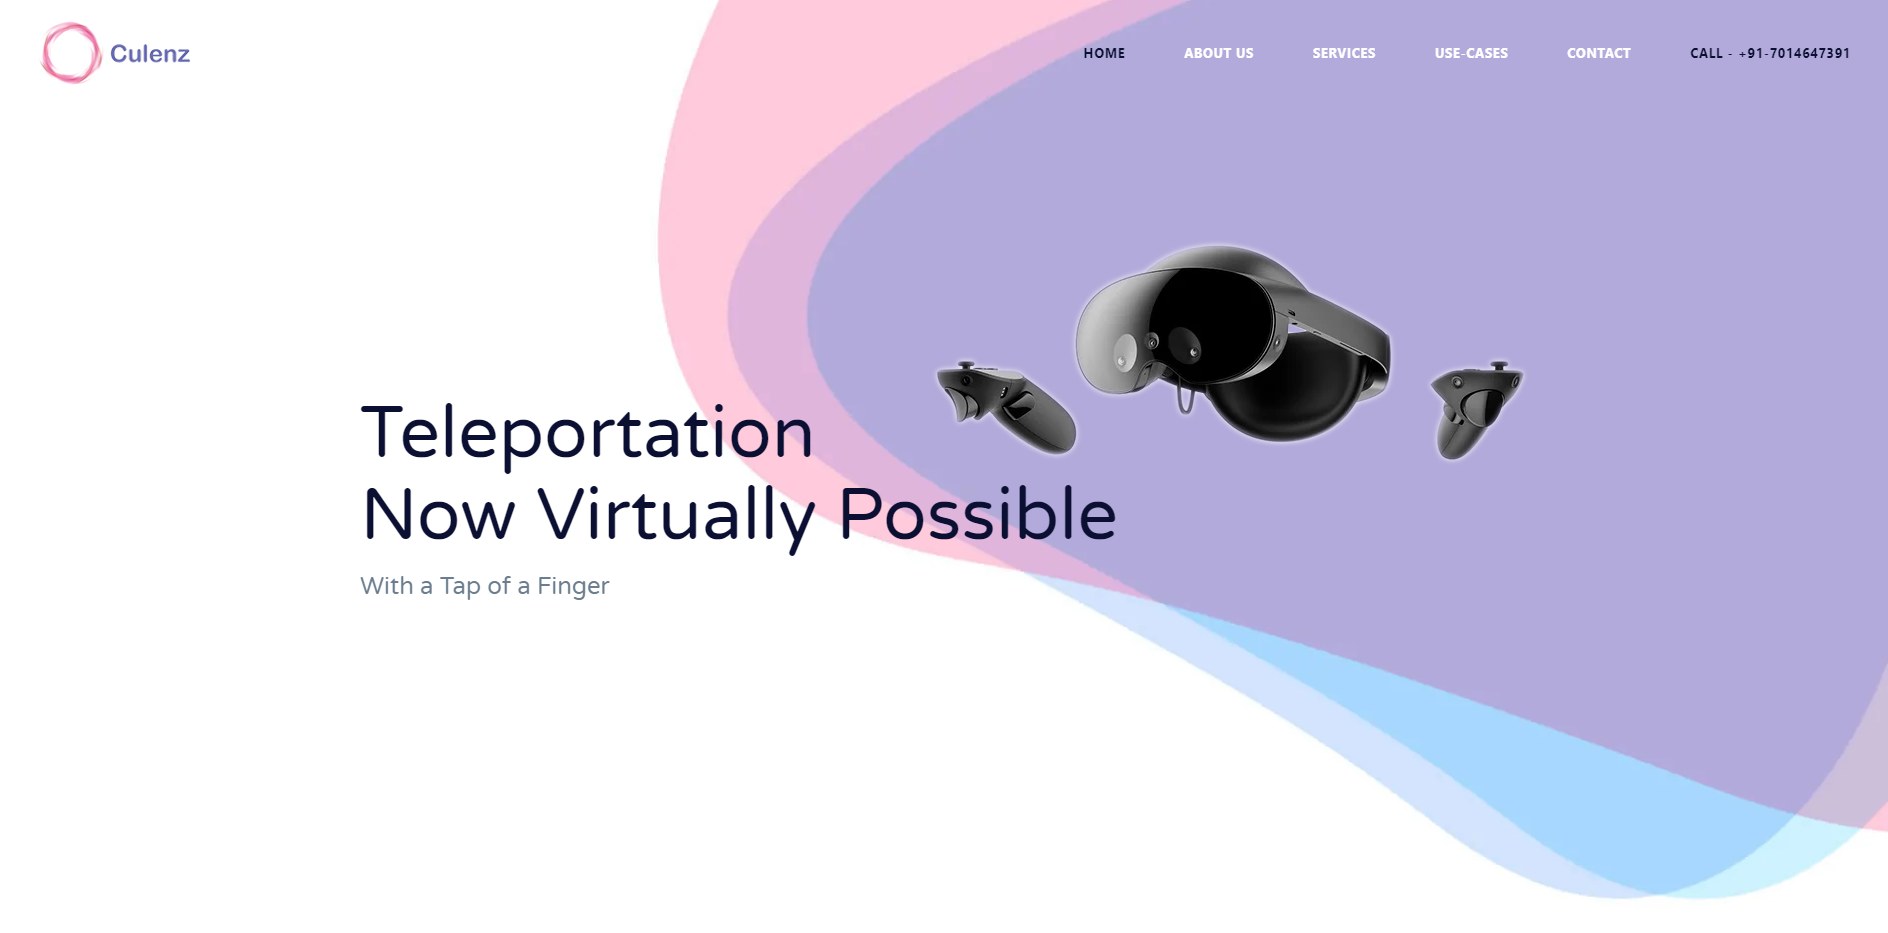 Culenz
HOME ABOUT US SERVICES USE-CASES CONTACT CALL - +91-7014647391
Teleportation
Now Virtually Possible
With a Tap of a Finger